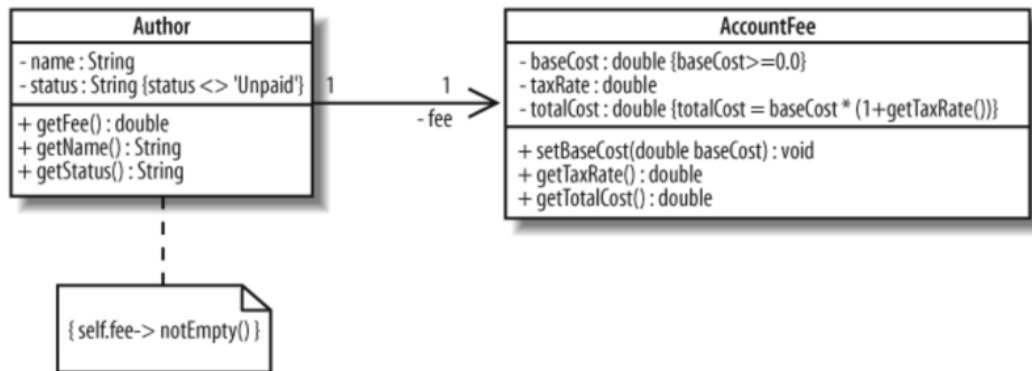 Author
- name : String
- status : String {status <> 'Unpaid'}
+ getFee() : double
+ getName() : String
+ getStatus() : String
1
1
- fee
AccountFee
- baseCost : double {baseCost>=0.0}
- taxRate : double
- totalCost : double {totalCost = baseCost * (1+getTaxRate())}
+ setBaseCost(double baseCost) : void
+ getTaxRate() : double
+ getTotalCost() : double
{ self.fee-> notEmpty() }